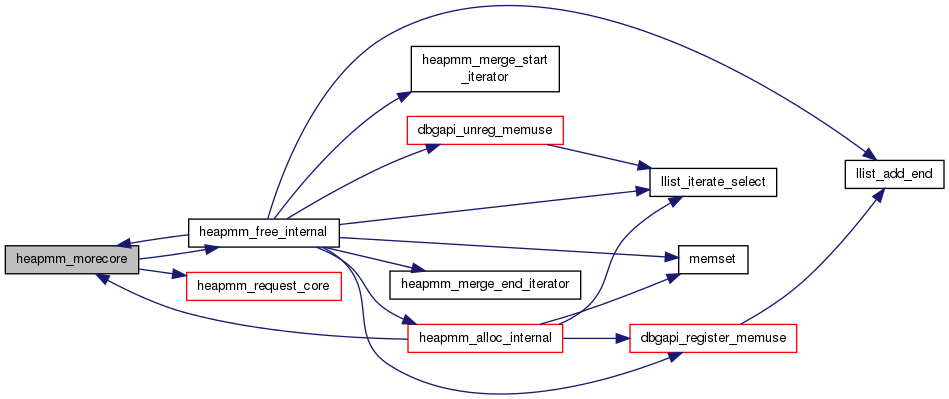 heapmm_merge_start
_iterator
dbgapi_unreg_memuse
llist_add_end
llist_iterate_select
heapmm_free_internal
heapmm_morecore
memset
heapmm_request_core
heapmm_merge_end_iterator
heapmm_alloc_internal
dbgapi_register_memuse